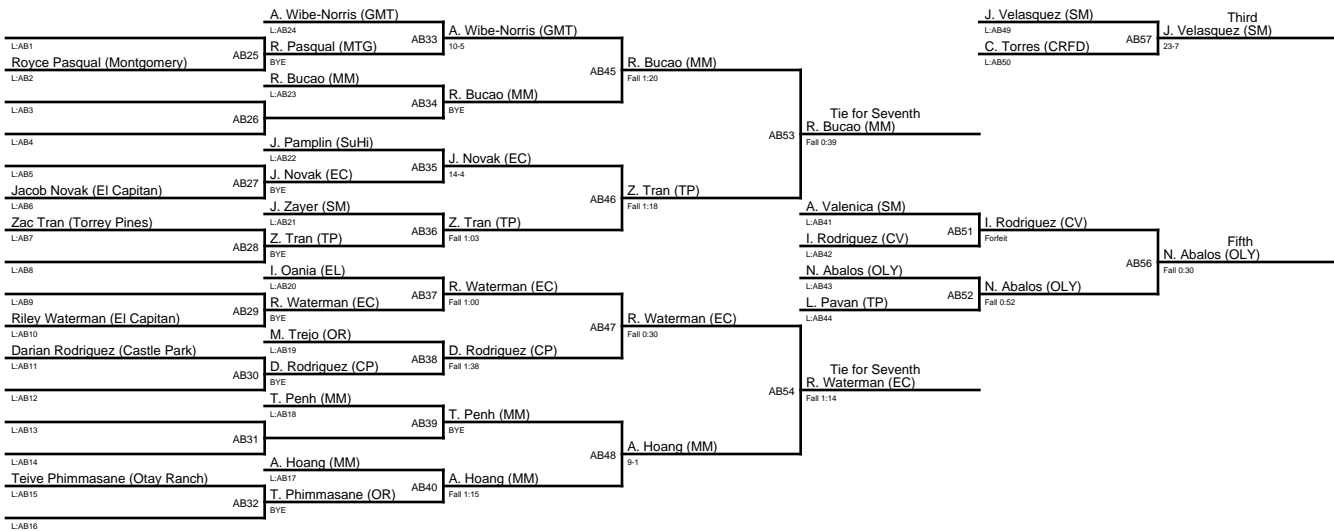 L:AB1
Royce Pasqual (Montgomery)
L:AB2
L:AB3
L:AB4
L:AB5
Jacob Novak (El Capitan)
L:AB6
Zac Tran (Torrey Pines)
L:AB7
L:AB8
L:AB9
Riley Waterman (El Capitan)
L:AB10
Darian Rodriguez (Castle Park)
L:AB11
L:AB12
L:AB13
L:AB14
Teive Phimmasane (Otay Ranch)
L:AB15
L:AB16
AB25
AB26
AB27
AB28
AB29
AB30
AB31
AB32
A. Wibe-Norris (GMT)
L:AB24
R. Pasqual (MTG)
BYE
R. Bucao (MM)
L:AB23
J. Pamplin (SuHi)
L:AB22
J. Novak (EC)
BYE
J. Zayer (SM)
L:AB21
Z. Tran (TP)
BYE
I. Oania (EL)
L:AB20
R. Waterman (EC)
BYE
M. Trejo (OR)
L:AB19
D. Rodriguez (CP)
BYE
T. Penh (MM)
L:AB18
A. Hoang (MM)
L:AB17
T. Phimmasane (OR)
BYE
AB33
AB34
AB35
AB36
AB37
AB38
AB39
AB40
A. Wibe-Norris (GMT)
10-5
R. Bucao (MM)
BYE
J. Novak (EC)
14-4
Z. Tran (TP)
Fall 1:03
R. Waterman (EC)
Fall 1:00
D. Rodriguez (CP)
Fall 1:38
T. Penh (MM)
BYE
A. Hoang (MM)
Fall 1:15
AB45
AB46
AB47
AB48
R. Bucao (MM)
Fall 1:20
Z. Tran (TP)
Fall 1:18
R. Waterman (EC)
Fall 0:30
A. Hoang (MM)
9-1
AB53
AB54
Tie for Seventh
R. Bucao (MM)
Fall 0:39
Tie for Seventh
R. Waterman (EC)
Fall 1:14
A. Valenica (SM)
L:AB41
I. Rodriguez (CV)
L:AB42
N. Abalos (OLY)
L:AB43
L. Pavan (TP)
L:AB44
AB51
AB52
I. Rodriguez (CV)
Forfeit
N. Abalos (OLY)
Fall 0:52
AB56
Fifth
N. Abalos (OLY)
Fall 0:30
J. Velasquez (SM)
L:AB49
C. Torres (CRFD)
L:AB50
AB57
Third
J. Velasquez (SM)
23-7